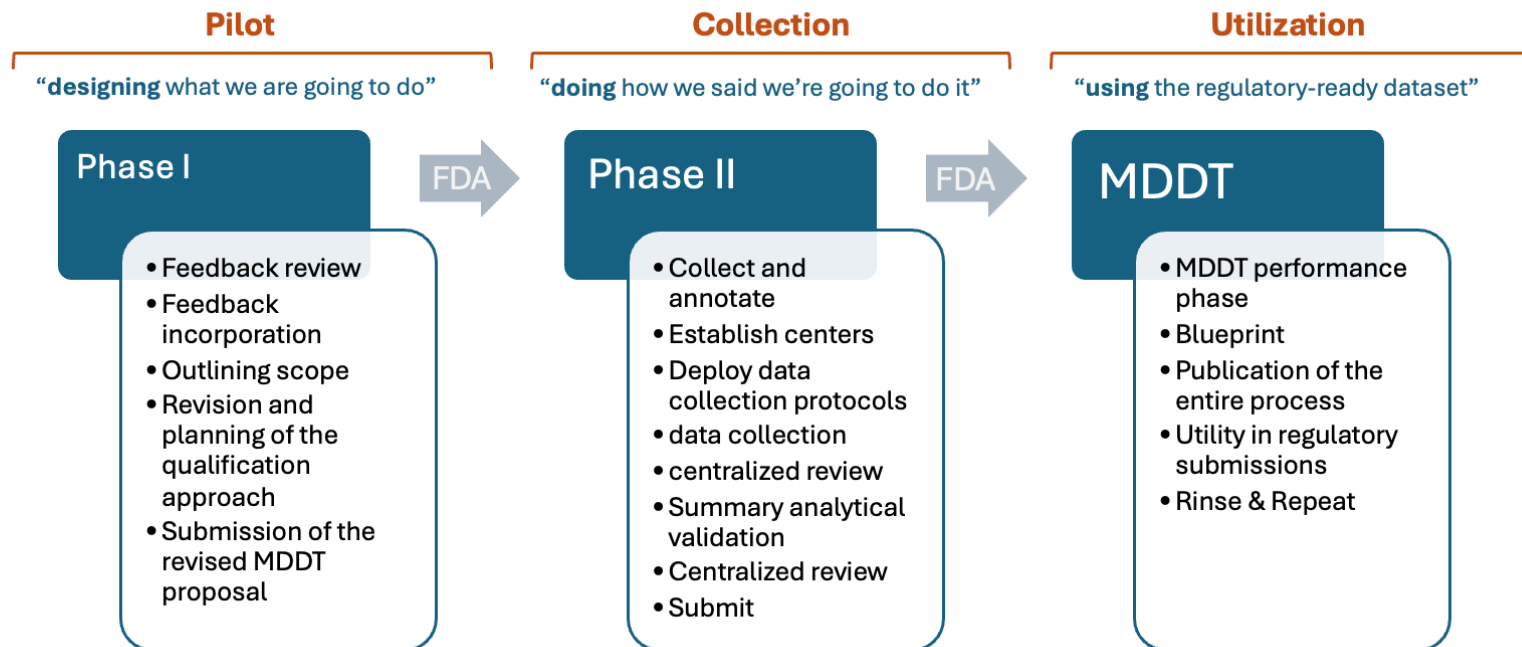 Pilot
Collection
Utilization
“designing what we are going to do”
“doing how we said we’re going to do it”
“using the regulatory-ready dataset”
Phase I
FDA
Phase II
FDA
MDDT
• Feedback review
• Feedback
incorporation
• Outlining scope
• Revision and
planning of the
qualification
approach
• Submission of the
revised MDDT
proposal
• Collect and
annotate
• Establish centers
• Deploy data
collection protocols
• data collection
• centralized review
• Summary analytical
validation
• Centralized review
• Submit
• MDDT performance
phase
• Blueprint
• Publication of the
entire process
• Utility in regulatory
submissions
• Rinse & Repeat